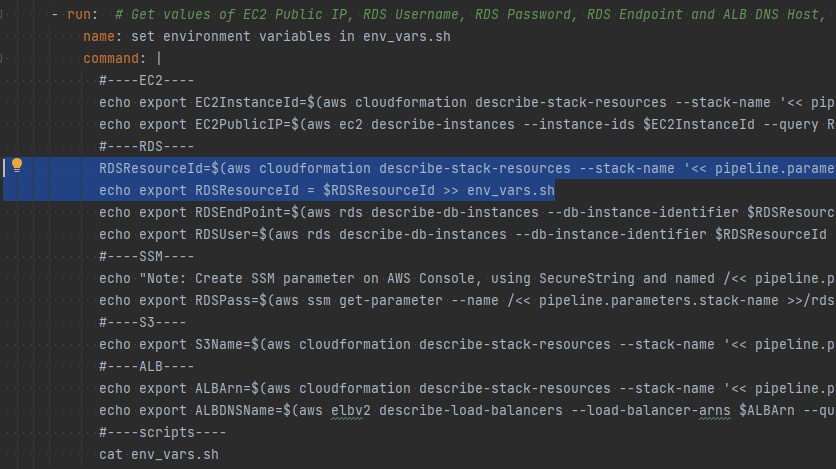 - run:  # Get values of EC2 Public IP, RDS Username, RDS Password, RDS Endpoint and ALB DNS Host,
name: set environment variables in env_vars.sh
command: |
#----EC2----
echo export EC2InstanceId=$(aws cloudformation describe-stack-resources --stack-name '<< pip
echo export EC2PublicIP=$(aws ec2 describe-instances --instance-ids $EC2InstanceId --query R
#----RDS----
RDSResourceId=$(aws cloudformation describe-stack-resources --stack-name '<< pipeline.parame
echo export RDSResourceId = $RDSResourceId >> env_vars.sh
echo export RDSEndPoint=$(aws rds describe-db-instances --db-instance-identifier $RDSResourc
echo export RDSUser=$(aws rds describe-db-instances --db-instance-identifier $RDSResourceId
#----SSM----
echo "Note: Create SSM parameter on AWS Console, using SecureString and named /<< pipeline.pa
echo export RDSPass=$(aws ssm get-parameter --name /<< pipeline.parameters.stack-name >>/rds
#----S3----
echo export S3Name=$(aws cloudformation describe-stack-resources --stack-name '<< pipeline.p
#----ALB----
echo export ALBArn=$(aws cloudformation describe-stack-resources --stack-name '<< pipeline.p
echo export ALBDNSName=$(aws elbv2 describe-load-balancers --load-balancer-arns $ALBArn --qu
#----scripts----
cat env_vars.sh